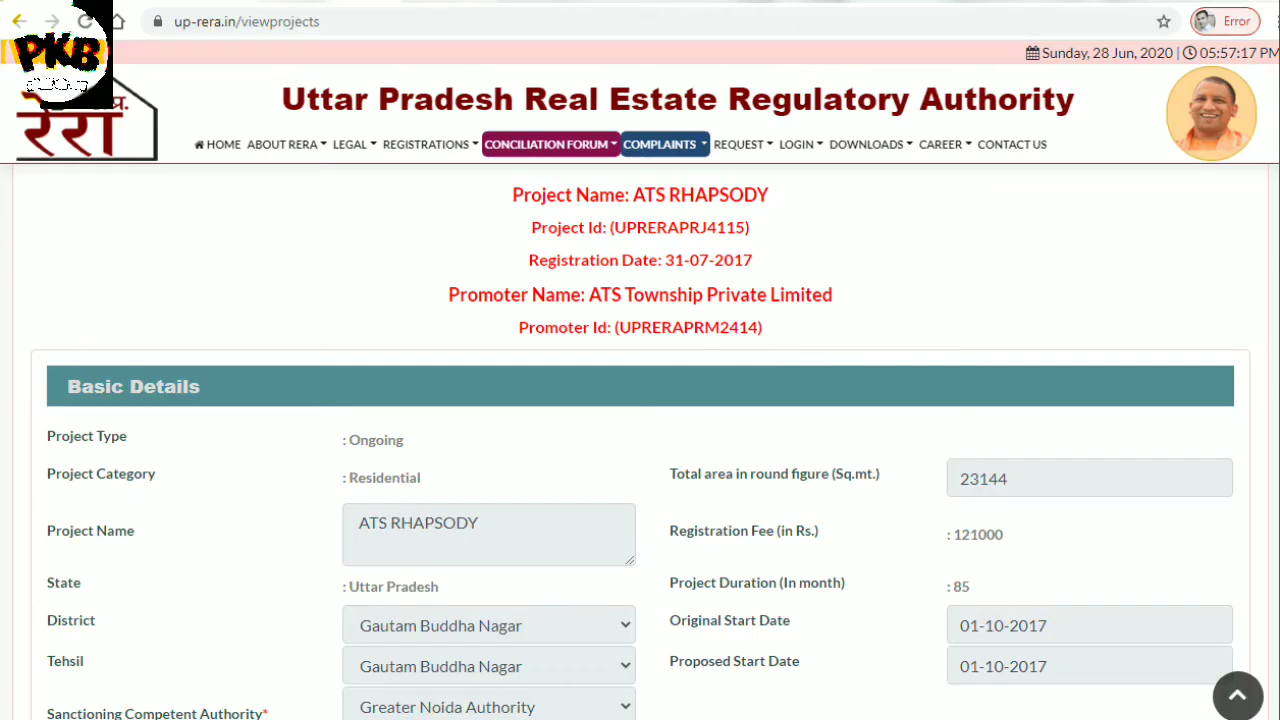 up-rera.in/viewprojects
Error
Sunday, 28 Jun, 2020 | 05:57:17 PM
PKB
प्र.
रेरा
Uttar Pradesh Real Estate Regulatory Authority
HOME ABOUT RERA LEGAL REGISTRATIONS CONCILIATION FORUM COMPLAINTS REQUEST LOGIN DOWNLOADS CAREER CONTACT US
Project Name: ATS RHAPSODY
Project Id: (UPRERAPRJ4115)
Registration Date: 31-07-2017
Promoter Name: ATS Township Private Limited
Promoter Id: (UPRERAPRM2414)
Basic Details
Project Type : Ongoing
Project Category : Residential Total area in round figure (Sq.mt.) 23144
Project Name ATS RHAPSODY Registration Fee (in Rs.) : 121000
State : Uttar Pradesh Project Duration (In month) : 85
District Gautam Buddha Nagar Original Start Date 01-10-2017
Tehsil Gautam Buddha Nagar Proposed Start Date 01-10-2017
Sanctioning Competent Authority* Greater Noida Authority